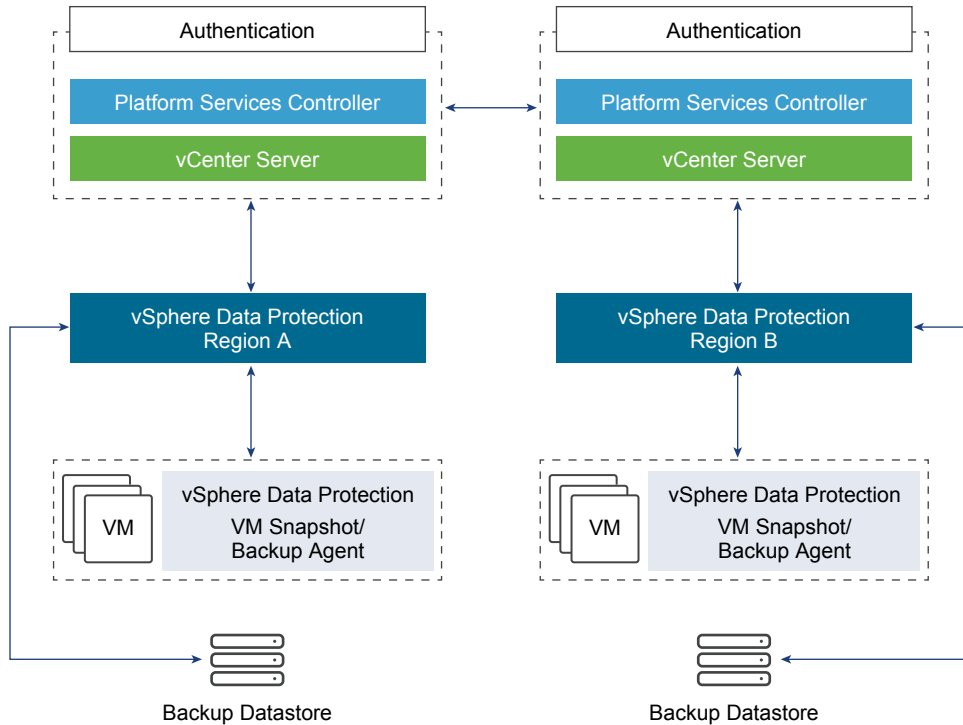 Authentication
Platform Services Controller
vCenter Server
vSphere Data Protection
Region A
VM
vSphere Data Protection
VM Snapshot/
Backup Agent
Backup Datastore
Authentication
Platform Services Controller
vCenter Server
vSphere Data Protection
Region B
VM
vSphere Data Protection
VM Snapshot/
Backup Agent
Backup Datastore